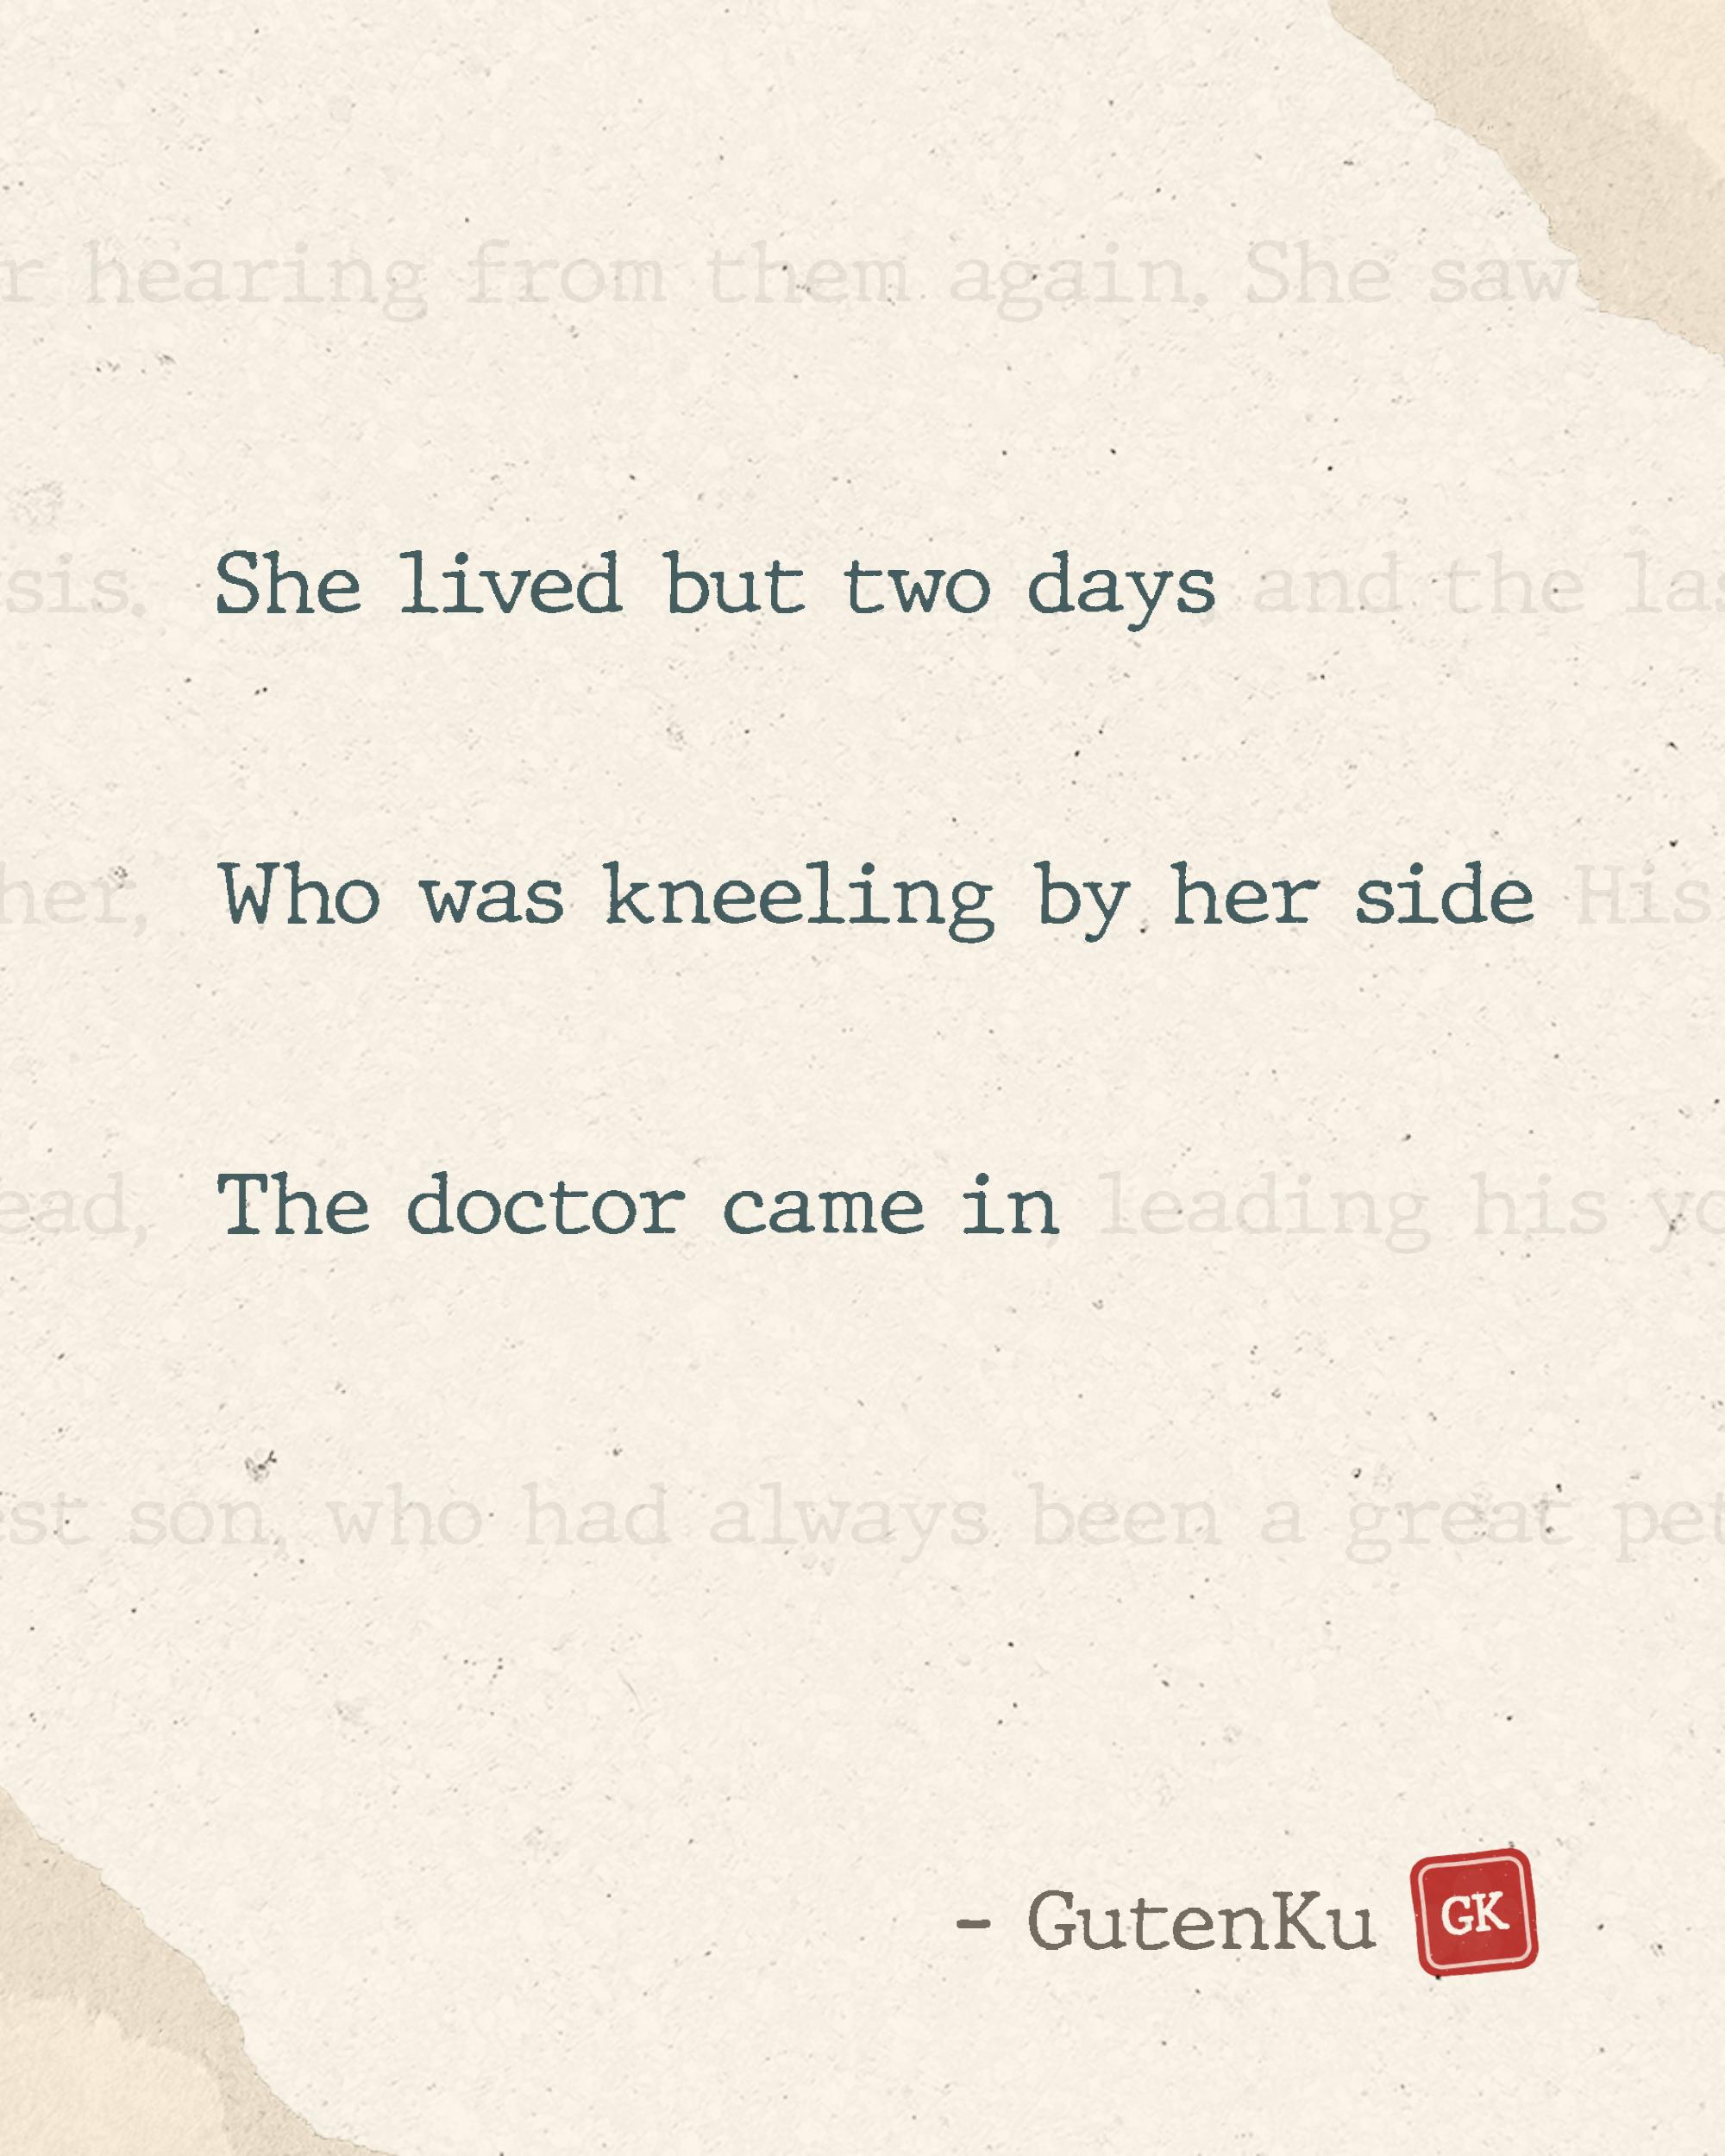 r hearing from them again. She saw
sis. She lived but two days and the las
her, Who was kneeling by her side His
ead, The doctor came in, leading his yo
st son, who had always been a great pet
- GutenKu GK